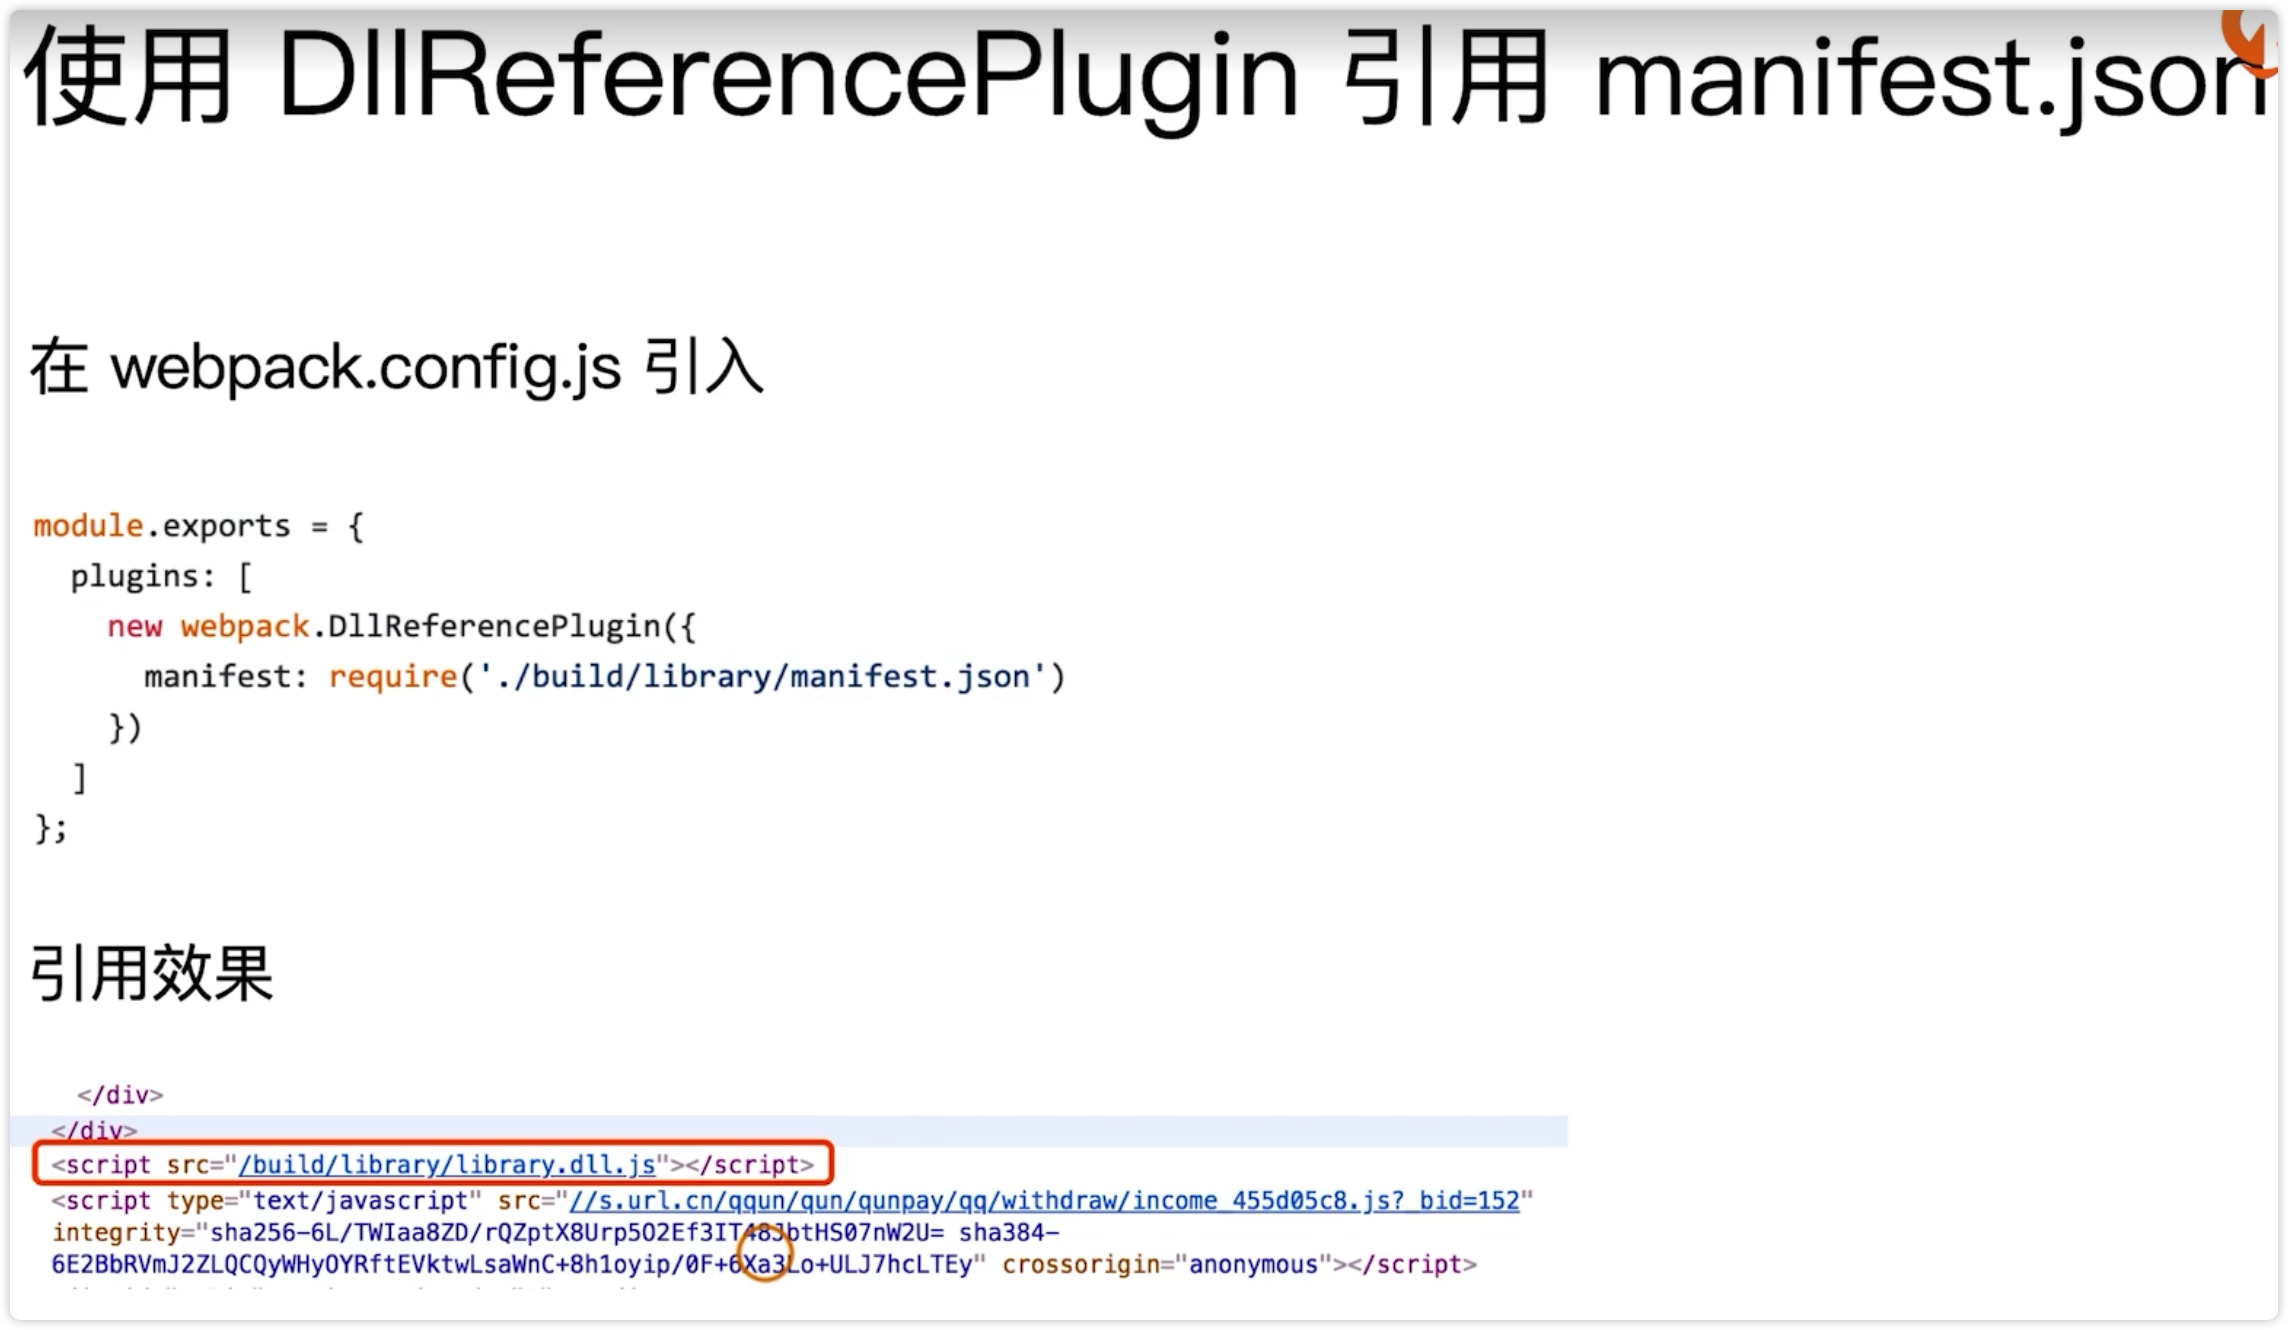 使用 DllReferencePlugin 引用 manifest.json
在 webpack.config.js 引入
module.exports = {
  plugins: [
    new webpack.DllReferencePlugin({
      manifest: require('./build/library/manifest.json')
    })
  ]
};
引用效果
</div>
</div>
<script src="/build/library/library.dll.js"></script>
<script type="text/javascript" src="//s.url.cn/qqun/qun/qunpay/qq/withdraw/income_455d05c8.js?_bid=152"
integrity="sha256-6L/TWIaa8ZD/rQZptX8Urp5O2Ef3IT48JbtHS07nW2U= sha384-
6E2BbRVmJ2ZLQCQyWHyOYRftEVktwLsaWnC+8h1oyip/0F+6Xa3Lo+ULJ7hcLTEy" crossorigin="anonymous"></script>